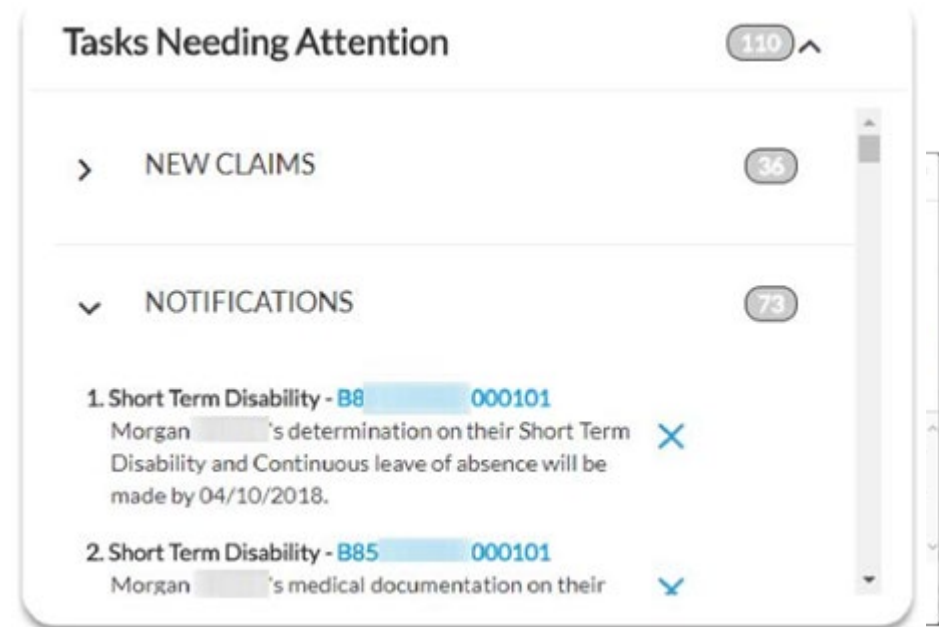 Tasks Needing Attention 110
NEW CLAIMS 36
NOTIFICATIONS 73
1. Short Term Disability - B8 000101
Morgan 's determination on their Short Term
Disability and Continuous leave of absence will be
made by 04/10/2018.
2. Short Term Disability - B85 000101
Morgan 's medical documentation on their